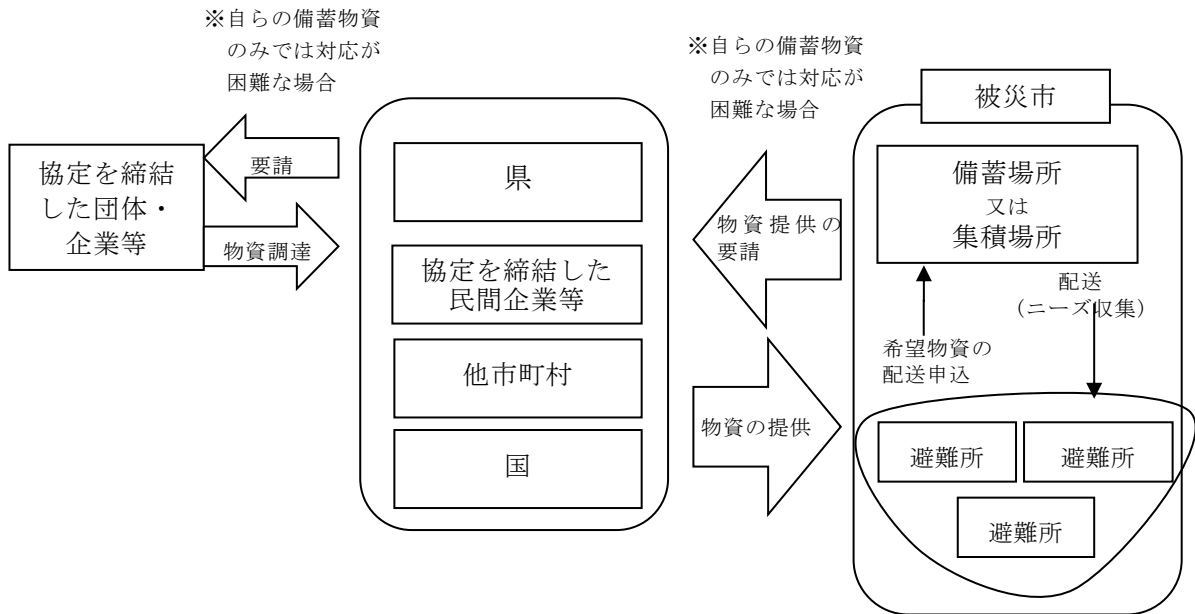 ※自らの備蓄物資
のみでは対応が
困難な場合
協定を締結
した団体・
企業等
要請
物資調達
県
協定を締結した
民間企業等
他市町村
国
※自らの備蓄物資
のみでは対応が
困難な場合
物資提供の
要請
物資の提供
被災市
備蓄場所
又は
集積場所
配送
（ニーズ収集）
希望物資の
配送申込
避難所
避難所
避難所